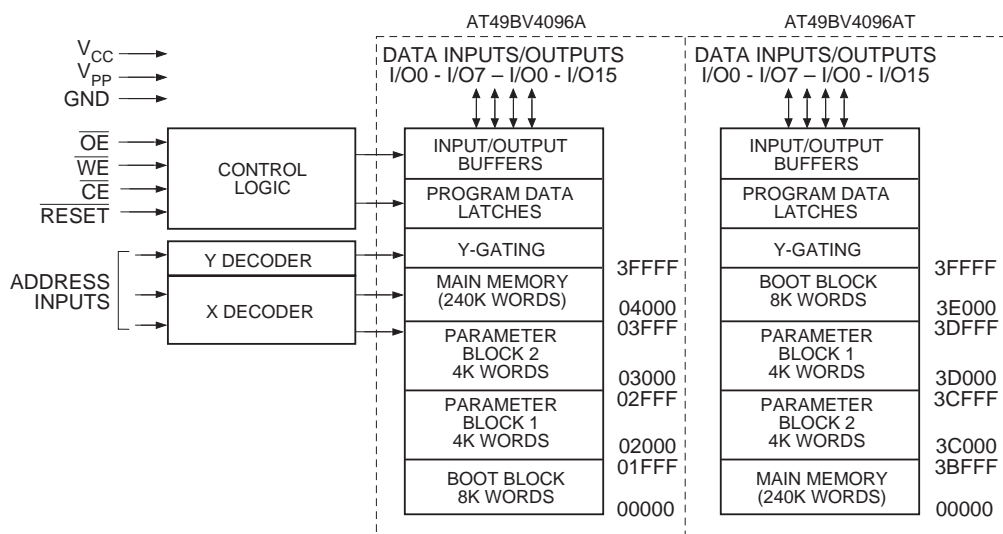 AT49BV4096A
AT49BV4096AT
V_CC
V_PP
GND
OE
WE
CE
RESET
ADDRESS
INPUTS
CONTROL
LOGIC
Y DECODER
X DECODER
DATA INPUTS/OUTPUTS
I/O0 - I/O7 – I/O0 - I/O15
INPUT/OUTPUT
BUFFERS
PROGRAM DATA
LATCHES
Y-GATING
3FFFF
MAIN MEMORY
(240K WORDS)
04000
03FFF
PARAMETER
BLOCK 2
4K WORDS
03000
02FFF
PARAMETER
BLOCK 1
4K WORDS
02000
01FFF
BOOT BLOCK
8K WORDS
00000
DATA INPUTS/OUTPUTS
I/O0 - I/O7 – I/O0 - I/O15
INPUT/OUTPUT
BUFFERS
PROGRAM DATA
LATCHES
Y-GATING
3FFFF
BOOT BLOCK
8K WORDS
3E000
3DFFF
PARAMETER
BLOCK 1
4K WORDS
3D000
3CFFF
PARAMETER
BLOCK 2
4K WORDS
3C000
3BFFF
MAIN MEMORY
(240K WORDS)
00000